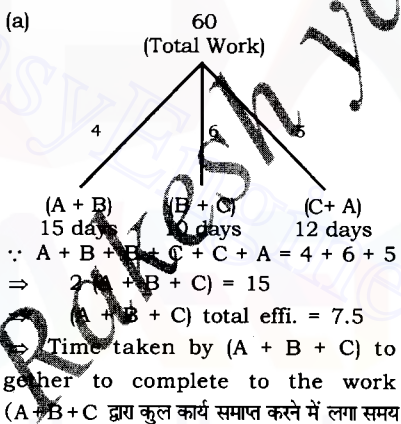 (a) 60
(Total Work)
4 6 5
(A + B) (B + C) (C+ A)
15 days 10 days 12 days
∵ A + B + B + C + C + A = 4 + 6 + 5
⇒ 2 (A + B + C) = 15
⇒ (A + B + C) total effi. = 7.5
⇒ Time taken by (A + B + C) to
gether to complete to the work
(A+B+C द्वारा कुल कार्य समाप्त करने में लगा समय
Rakesh